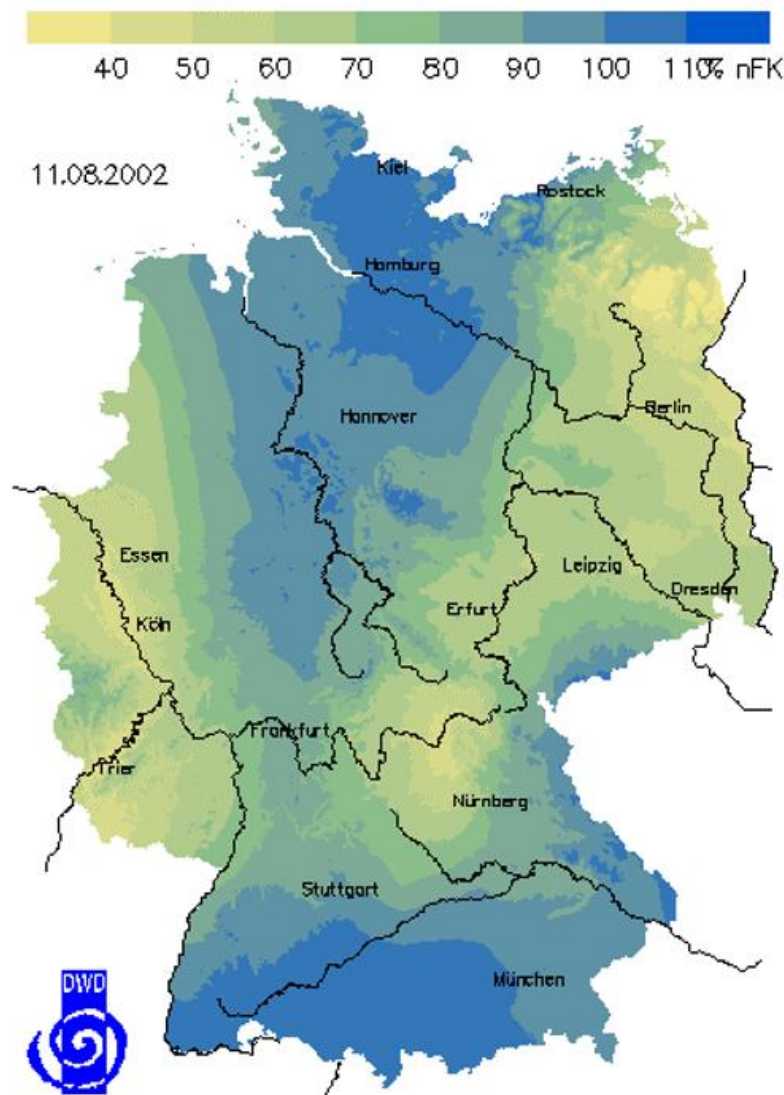 40 50 60 70 80 90 100 110 % nFK
11.08.2002
Kiel
Rostock
Hamburg
Hannover
Berlin
Essen
Leipzig
Dresden
Köln
Erfurt
Frankfurt
Trier
Nürnberg
Stuttgart
München
DWD